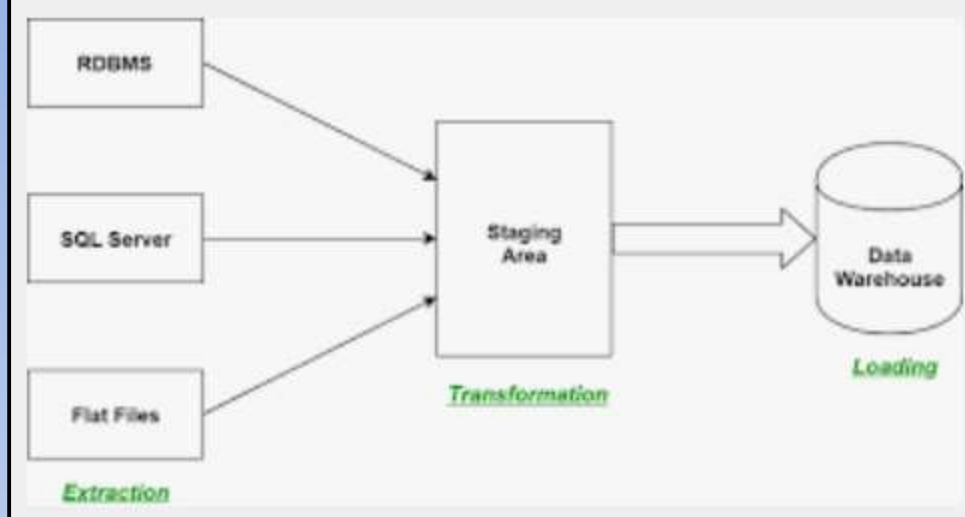 RDBMS
SQL Server
Flat Files
Extraction
Staging
Area
Transformation
Data
Warehouse
Loading